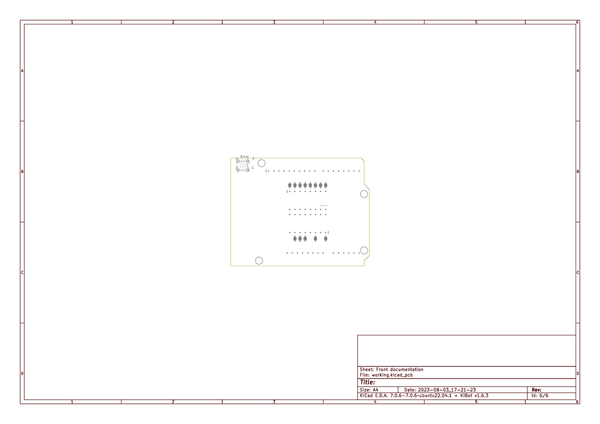 1 2 3 4 5 6
A A
B B
C C
D D
Sheet: Front documentation
File: working.kicad_pcb
Title:
Size: A4 Date: 2023-08-03_17-21-23 Rev:
KiCad E.D.A. 7.0.6-7.0.6~ubuntu22.04.1 + KiBot v1.6.3 Id: 6/6
1 2 3 4 5 6